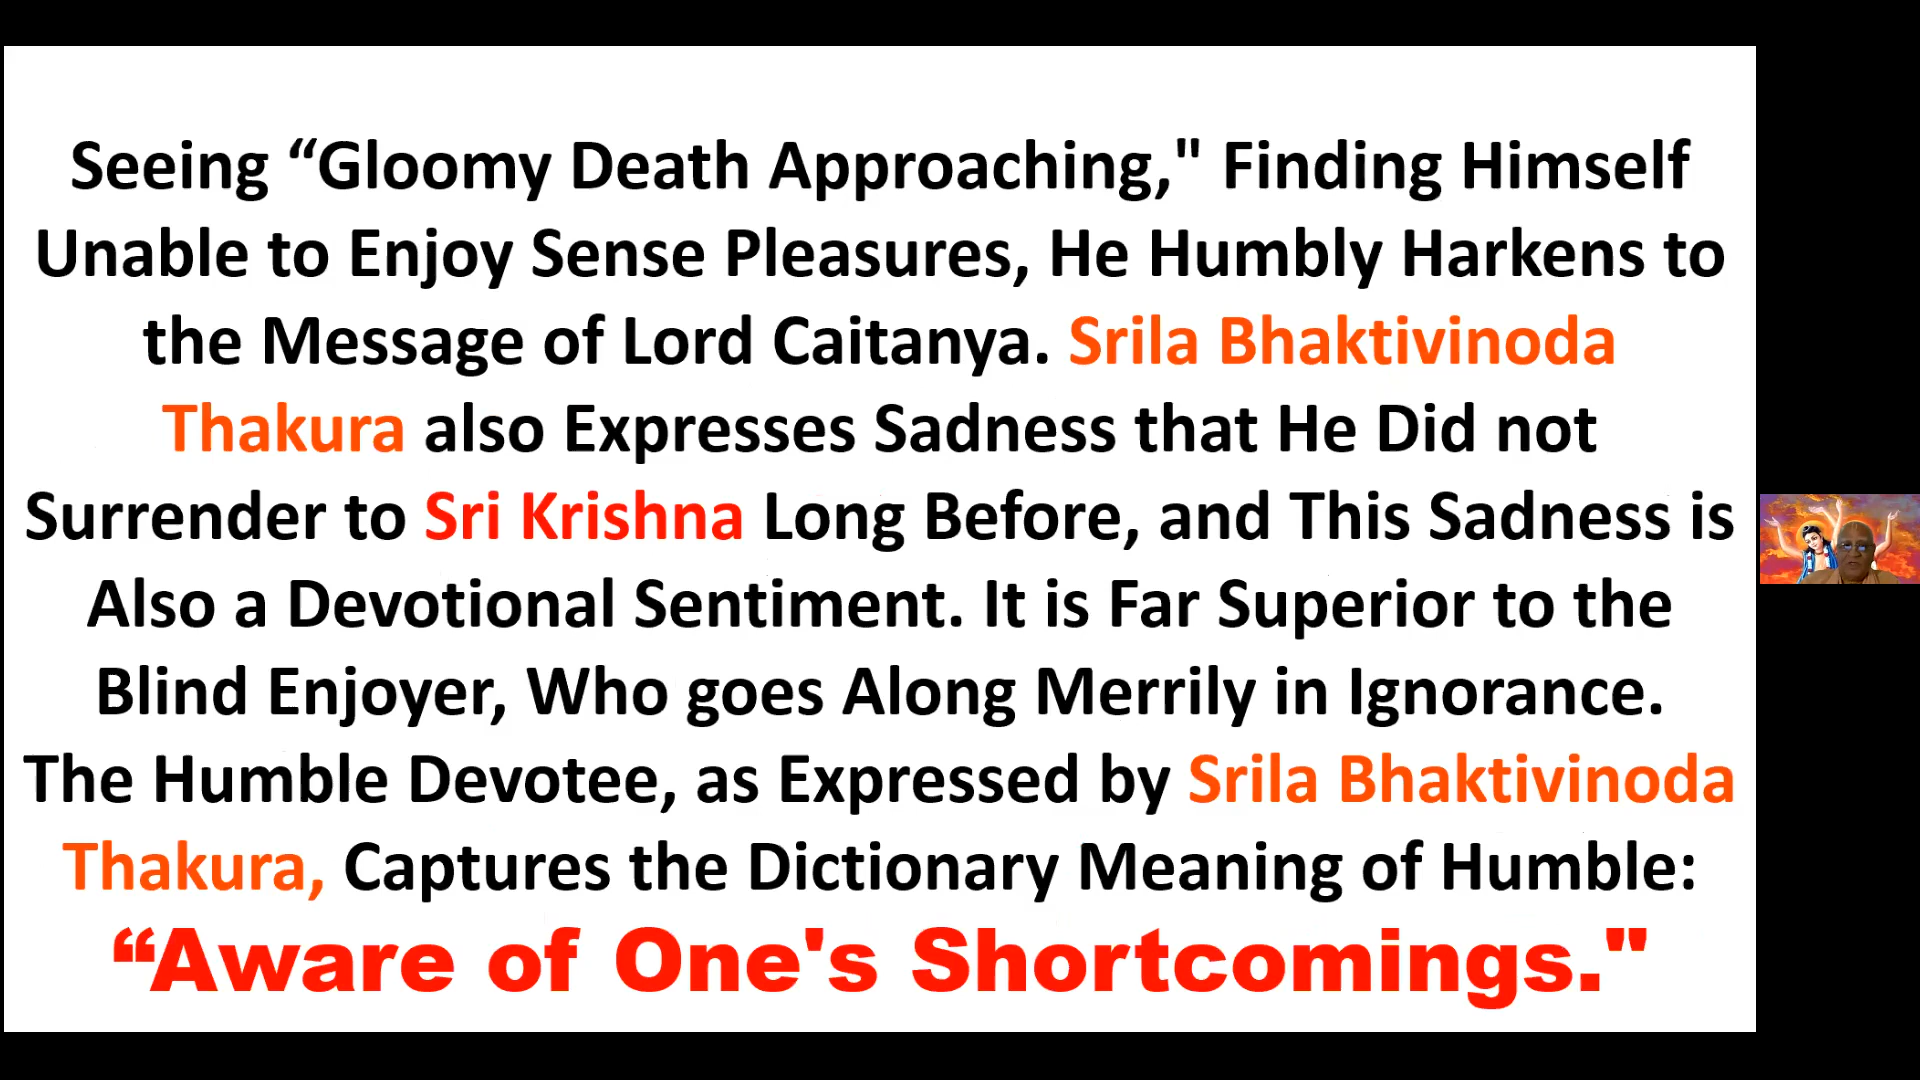 Seeing “Gloomy Death Approaching," Finding Himself
Unable to Enjoy Sense Pleasures, He Humbly Harkens to
the Message of Lord Caitanya. Srila Bhaktivinoda
Thakura also Expresses Sadness that He Did not
Surrender to Sri Krishna Long Before, and This Sadness is
Also a Devotional Sentiment. It is Far Superior to the
Blind Enjoyer, Who goes Along Merrily in Ignorance.
The Humble Devotee, as Expressed by Srila Bhaktivinoda
Thakura, Captures the Dictionary Meaning of Humble:
“Aware of One's Shortcomings."